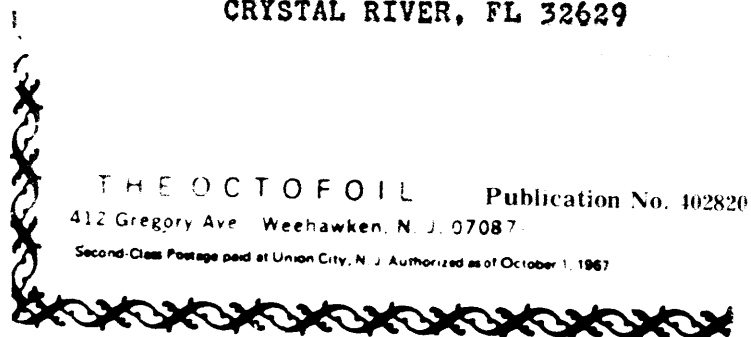 CRYSTAL RIVER, FL 32629
THE OCTOFOIL Publication No. 402820
412 Gregory Ave Weehawken, N. J. 07087
Second-Class Postage paid at Union City, N. J. Authorized as of October 1, 1967